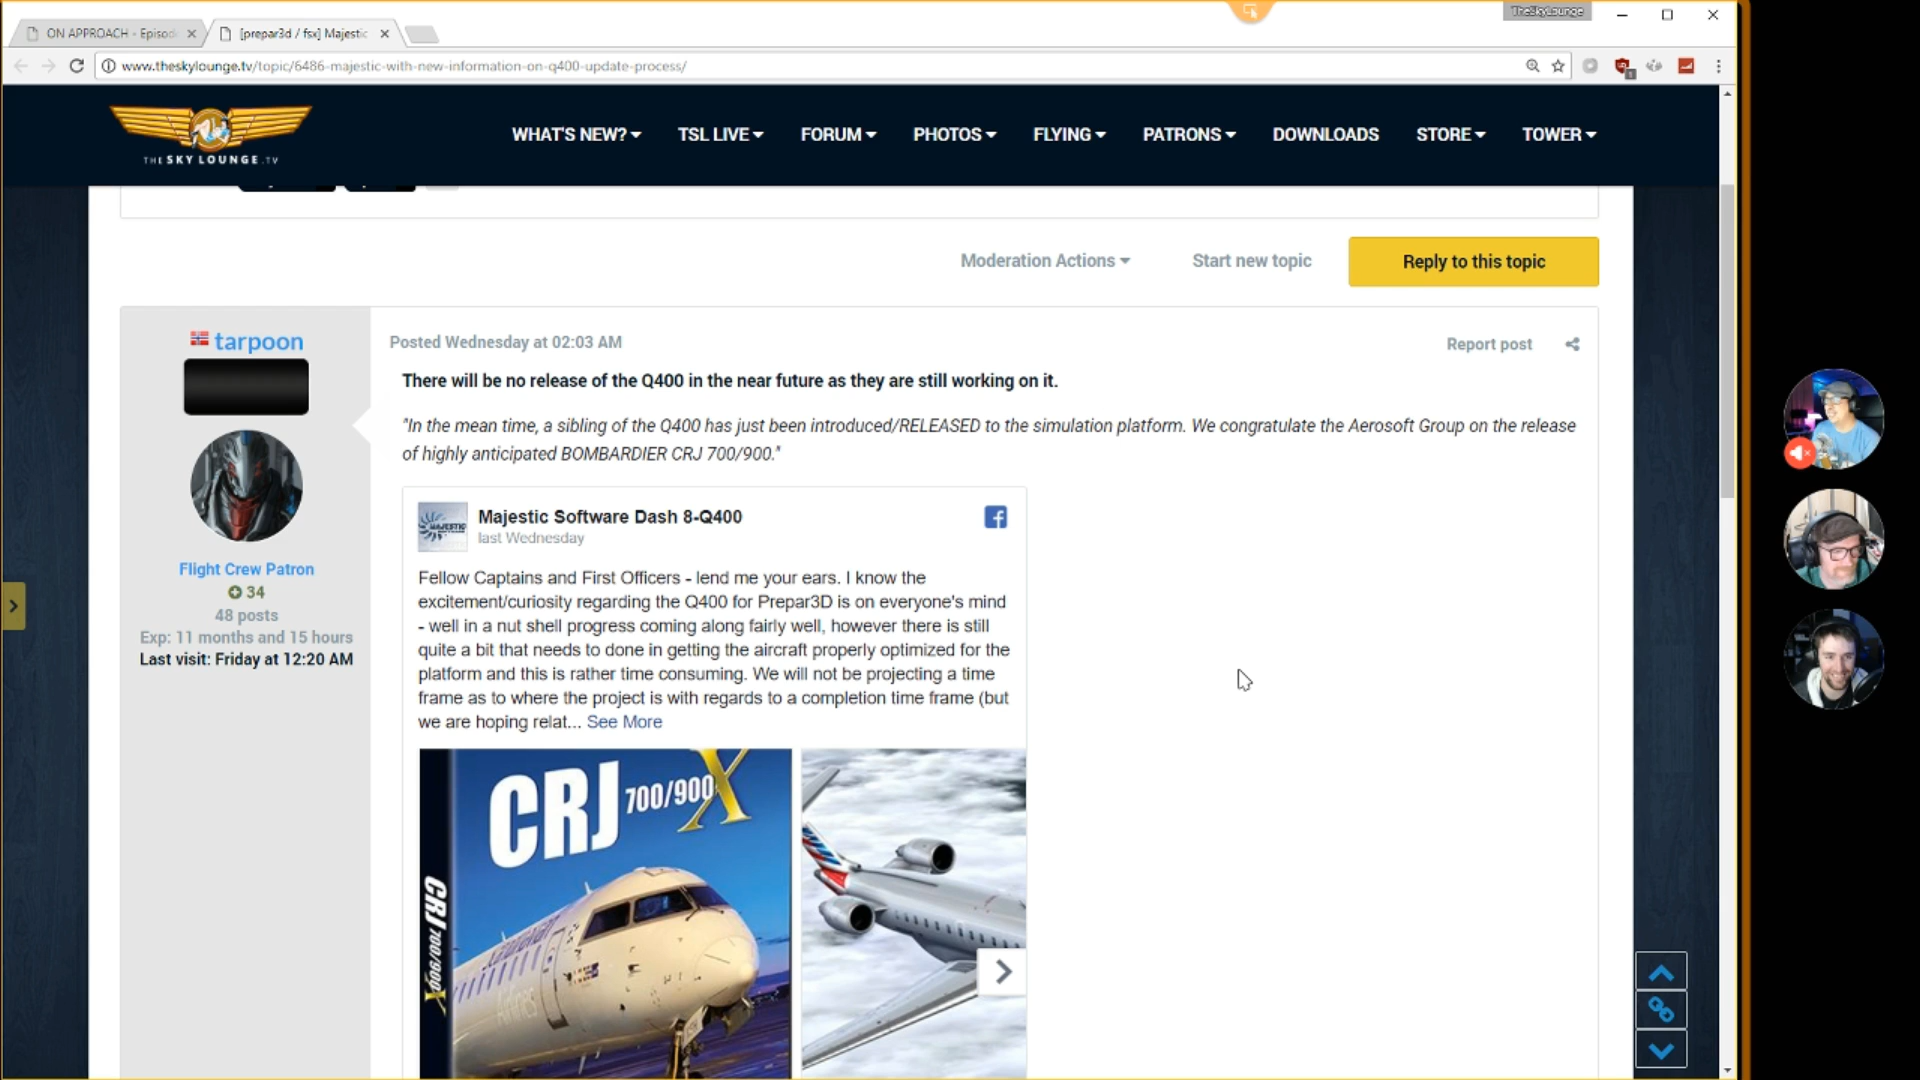 TheSkyLounge
ON APPROACH - Episod
[prepar3d / fsx] Majestic
www.theskylounge.tv/topic/6486-majestic-with-new-information-on-q400-update-process/
THE SKY LOUNGE .TV
WHAT'S NEW?
TSL LIVE
FORUM
PHOTOS
FLYING
PATRONS
DOWNLOADS
STORE
TOWER
Moderation Actions
Start new topic
Reply to this topic
tarpoon
Flight Crew Patron
34
48 posts
Exp: 11 months and 15 hours
Last visit: Friday at 12:20 AM
Posted Wednesday at 02:03 AM
Report post
There will be no release of the Q400 in the near future as they are still working on it.
"In the mean time, a sibling of the Q400 has just been introduced/RELEASED to the simulation platform. We congratulate the Aerosoft Group on the release
of highly anticipated BOMBARDIER CRJ 700/900."
MAJESTIC
Majestic Software Dash 8-Q400
last Wednesday
Fellow Captains and First Officers - lend me your ears. I know the
excitement/curiosity regarding the Q400 for Prepar3D is on everyone's mind
- well in a nut shell progress coming along fairly well, however there is still
quite a bit that needs to done in getting the aircraft properly optimized for the
platform and this is rather time consuming. We will not be projecting a time
frame as to where the project is with regards to a completion time frame (but
we are hoping relat... See More
CRJ 700/900 X
CRJ 700/900 X